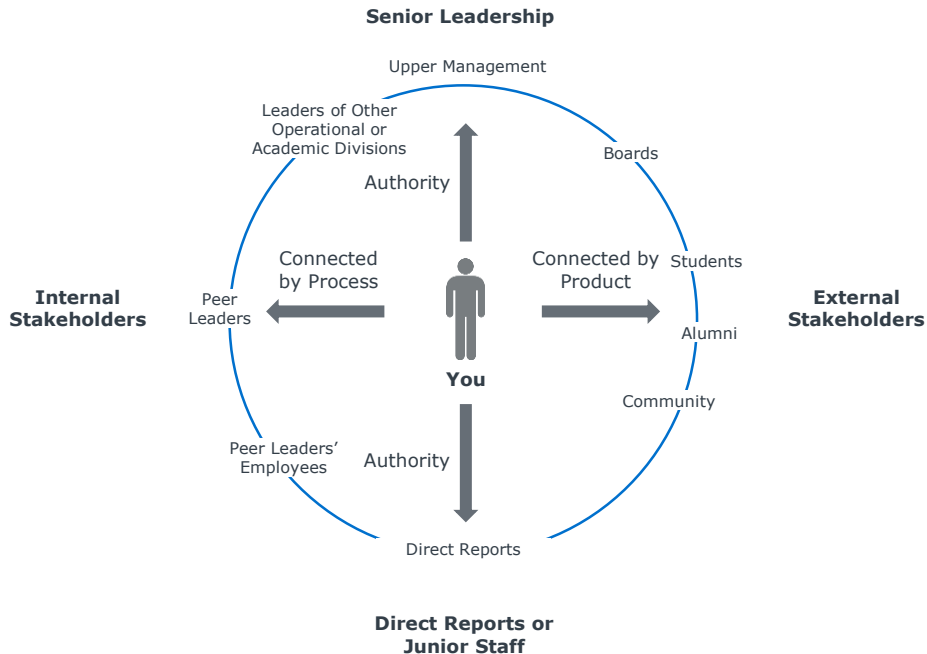 Senior Leadership
Upper Management
Leaders of Other
Operational or
Academic Divisions
Boards
Authority
Connected
by Process
Connected by
Product
Students
Internal
Stakeholders
Peer
Leaders
External
Stakeholders
Alumni
You
Community
Peer Leaders’
Employees
Authority
Direct Reports
Direct Reports or
Junior Staff